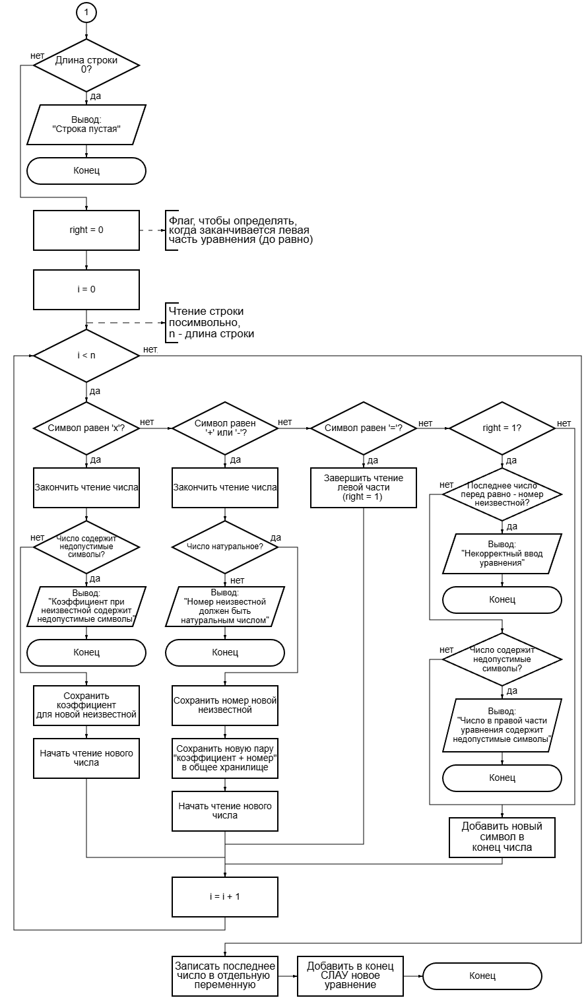 1
нет
Длина строки
0?
да
Вывод:
"Строка пустая"
Конец
right = 0
Флаг, чтобы определять,
когда заканчивается левая
часть уравнения (до равно)
i = 0
Чтение строки
посимвольно,
n - длина строки
i < n
нет
да
Символ равен 'x'?
нет
Символ равен
'+' или '-'?
нет
Символ равен '='?
нет
right = 1?
нет
да
Закончить чтение числа
нет
Число содержит
недопустимые
символы?
да
Вывод:
"Коэффициент при
неизвестной содержит
недопустимые символы"
Конец
Сохранить
коэффициент
для новой неизвестной
Начать чтение нового
числа
да
Закончить чтение числа
Число натуральное?
да
нет
Вывод:
"Номер неизвестной
должен быть
натуральным числом"
Конец
Сохранить номер новой
неизвестной
Сохранить новую пару
"коэффициент + номер"
в общее хранилище
Начать чтение нового
числа
да
Завершить чтение
левой части
(right = 1)
да
нет
Последнее число
перед равно - номер
неизвестной?
да
Вывод:
"Некорректный ввод
уравнения"
Конец
нет
Число содержит
недопустимые
символы?
да
Вывод:
"Число в правой части
уравнения содержит
недопустимые символы"
Конец
Добавить новый
символ в
конец числа
i = i + 1
Записать последнее
число в отдельную
переменную
Добавить в конец
СЛАУ новое
уравнение
Конец